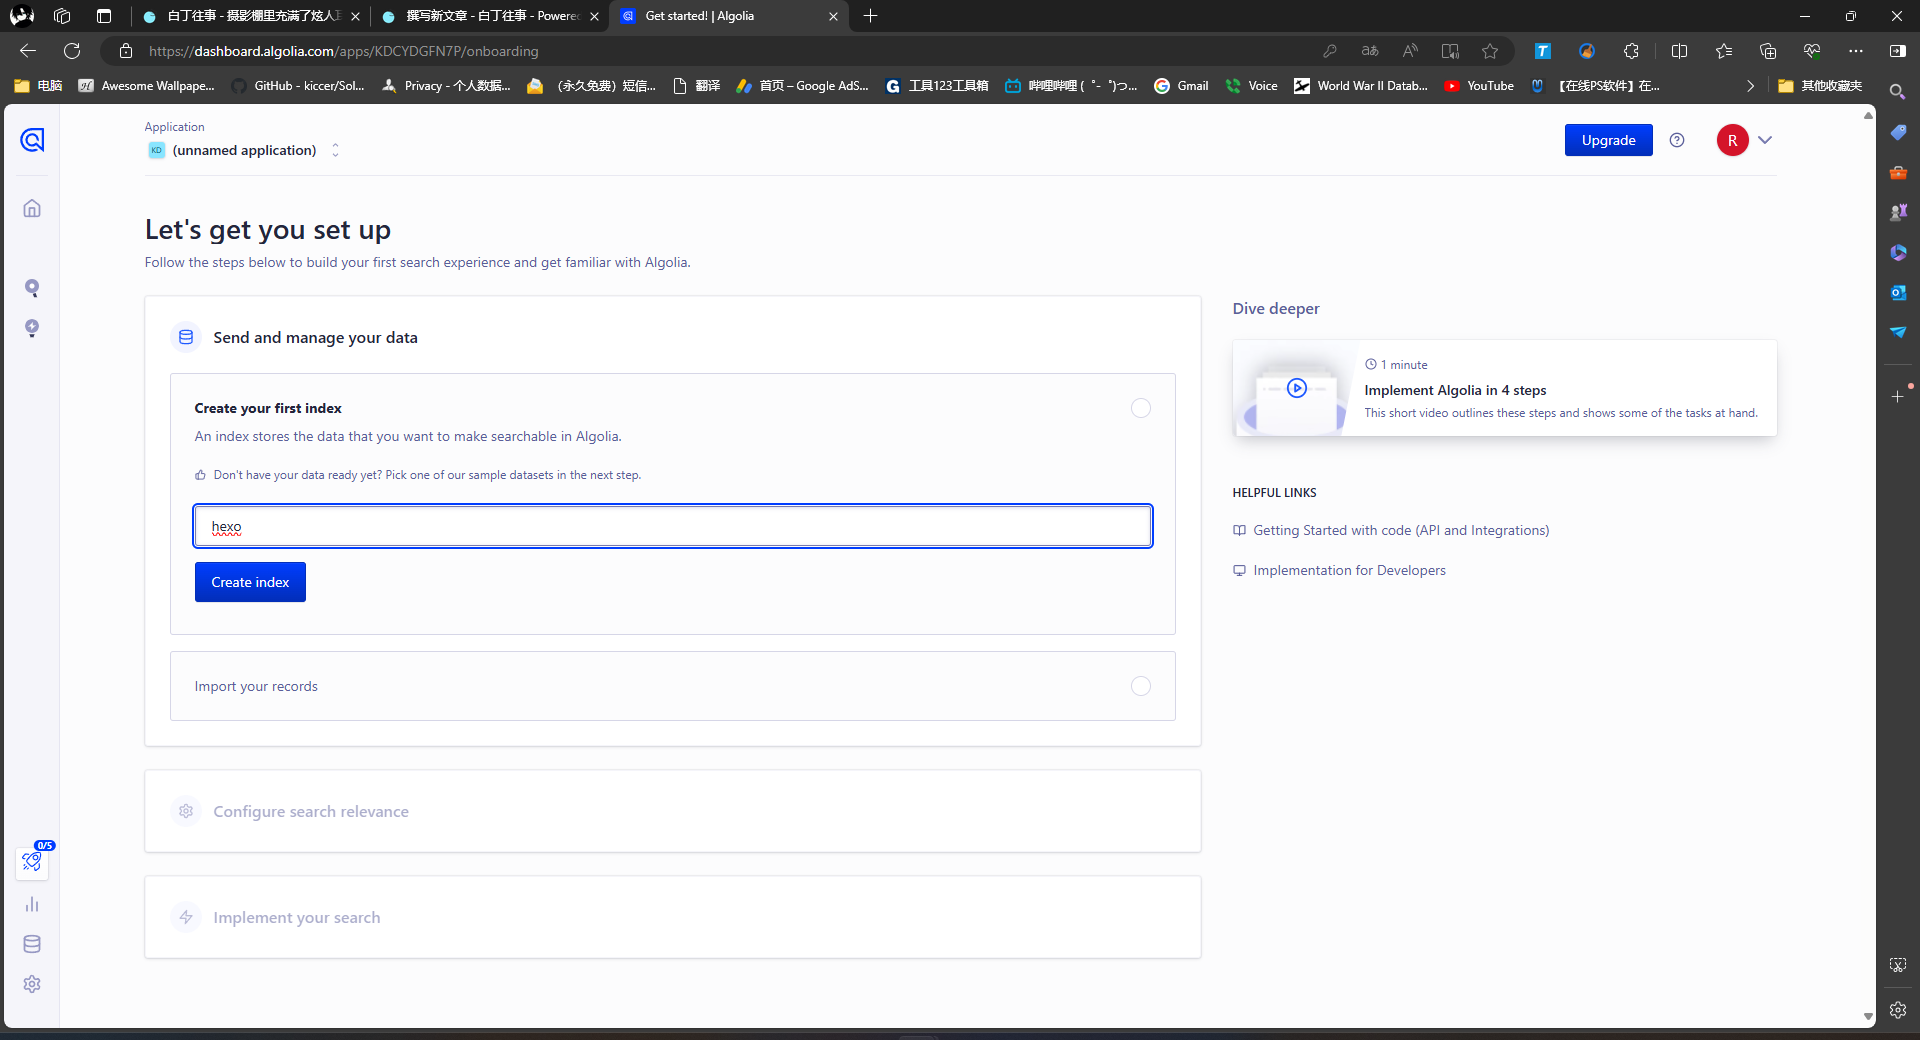 白丁往事 - 摄影棚里充满了炫人耳
撰写新文章 - 白丁往事 - Powered
Get started! | Algolia
https://dashboard.algolia.com/apps/KDCYDGFN7P/onboarding
电脑
Awesome Wallpape...
GitHub - kiccer/Sol...
Privacy - 个人数据...
（永久免费）短信...
翻译
首页 – Google AdS...
工具123工具箱
哔哩哔哩 ( ゜- ゜)つ...
Gmail
Voice
World War II Datab...
YouTube
【在线PS软件】在...
其他收藏夹
Application
KD (unnamed application)
Upgrade
R
Let's get you set up
Follow the steps below to build your first search experience and get familiar with Algolia.
Send and manage your data
Create your first index
An index stores the data that you want to make searchable in Algolia.
Don't have your data ready yet? Pick one of our sample datasets in the next step.
hexo
Create index
Import your records
Configure search relevance
Implement your search
Dive deeper
1 minute
Implement Algolia in 4 steps
This short video outlines these steps and shows some of the tasks at hand.
HELPFUL LINKS
Getting Started with code (API and Integrations)
Implementation for Developers
0/5